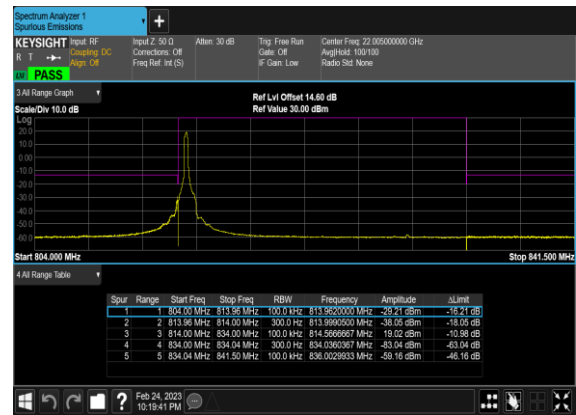 Spectrum Analyzer 1
Spurious Emissions
KEYSIGHT Input: RF Input Z: 50 Ω Atten: 30 dB Trig: Free Run Center Freq: 22.005000000 GHz
Coupling: DC Corrections: Off Gate: Off Avg|Hold: 100/100
R T Align: Off Freq Ref: Int (S) IF Gain: Low Radio Std: None
LXI PASS
3 All Range Graph
Ref Lvl Offset 14.60 dB
Scale/Div 10.0 dB Ref Value 30.00 dBm
Log
20.0
10.0
0.00
-10.0
-20.0
-30.0
-40.0
-50.0
-60.0
Start 804.000 MHz Stop 841.500 MHz
4 All Range Table
Spur Range Start Freq Stop Freq RBW Frequency Amplitude ΔLimit
1 1 804.00 MHz 813.96 MHz 100.0 kHz 813.9620000 MHz -29.21 dBm -16.21 dB
2 2 813.96 MHz 814.00 MHz 300.0 Hz 813.9990500 MHz -38.05 dBm -18.05 dB
3 3 814.00 MHz 834.00 MHz 100.0 kHz 814.5666667 MHz 19.02 dBm -10.98 dB
4 4 834.00 MHz 834.04 MHz 300.0 Hz 834.0360367 MHz -83.04 dBm -63.04 dB
5 5 834.04 MHz 841.50 MHz 100.0 kHz 836.0029933 MHz -59.16 dBm -46.16 dB
? Feb 24, 2023
10:19:41 PM